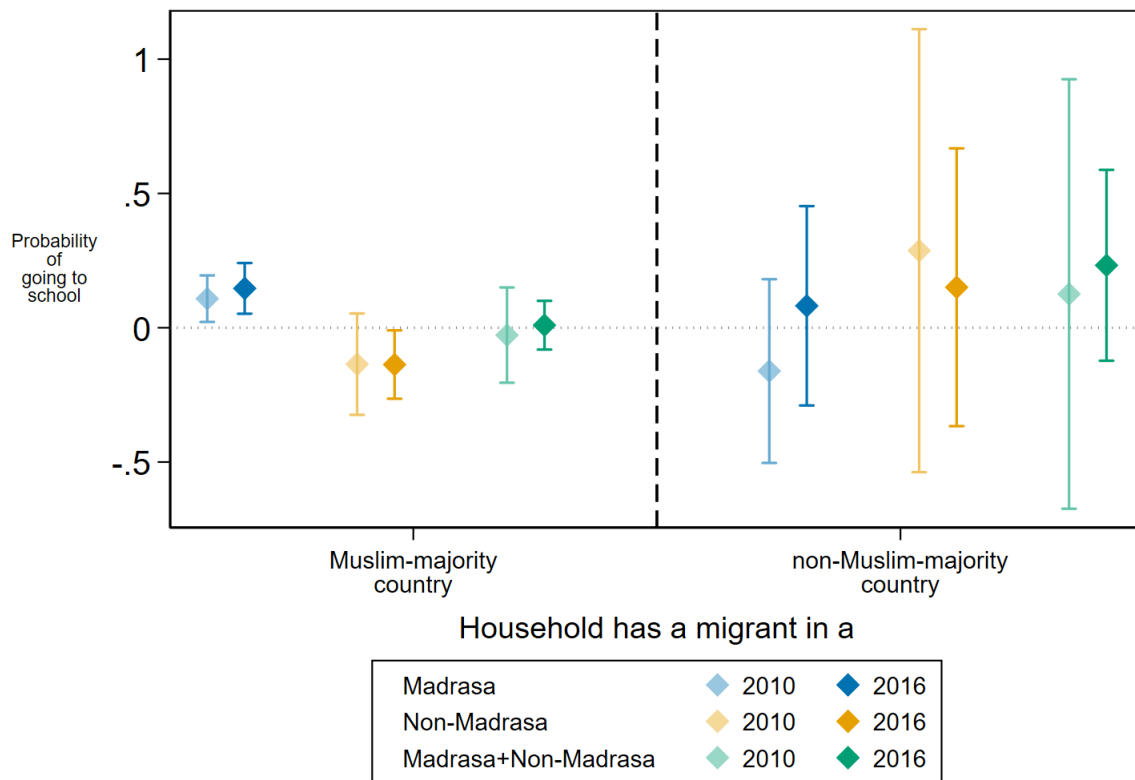 1
.5
0
-.5
Probability
of
going to
school
Muslim-majority
country
non-Muslim-majority
country
Household has a migrant in a
Madrasa 2010 2016
Non-Madrasa 2010 2016
Madrasa+Non-Madrasa 2010 2016